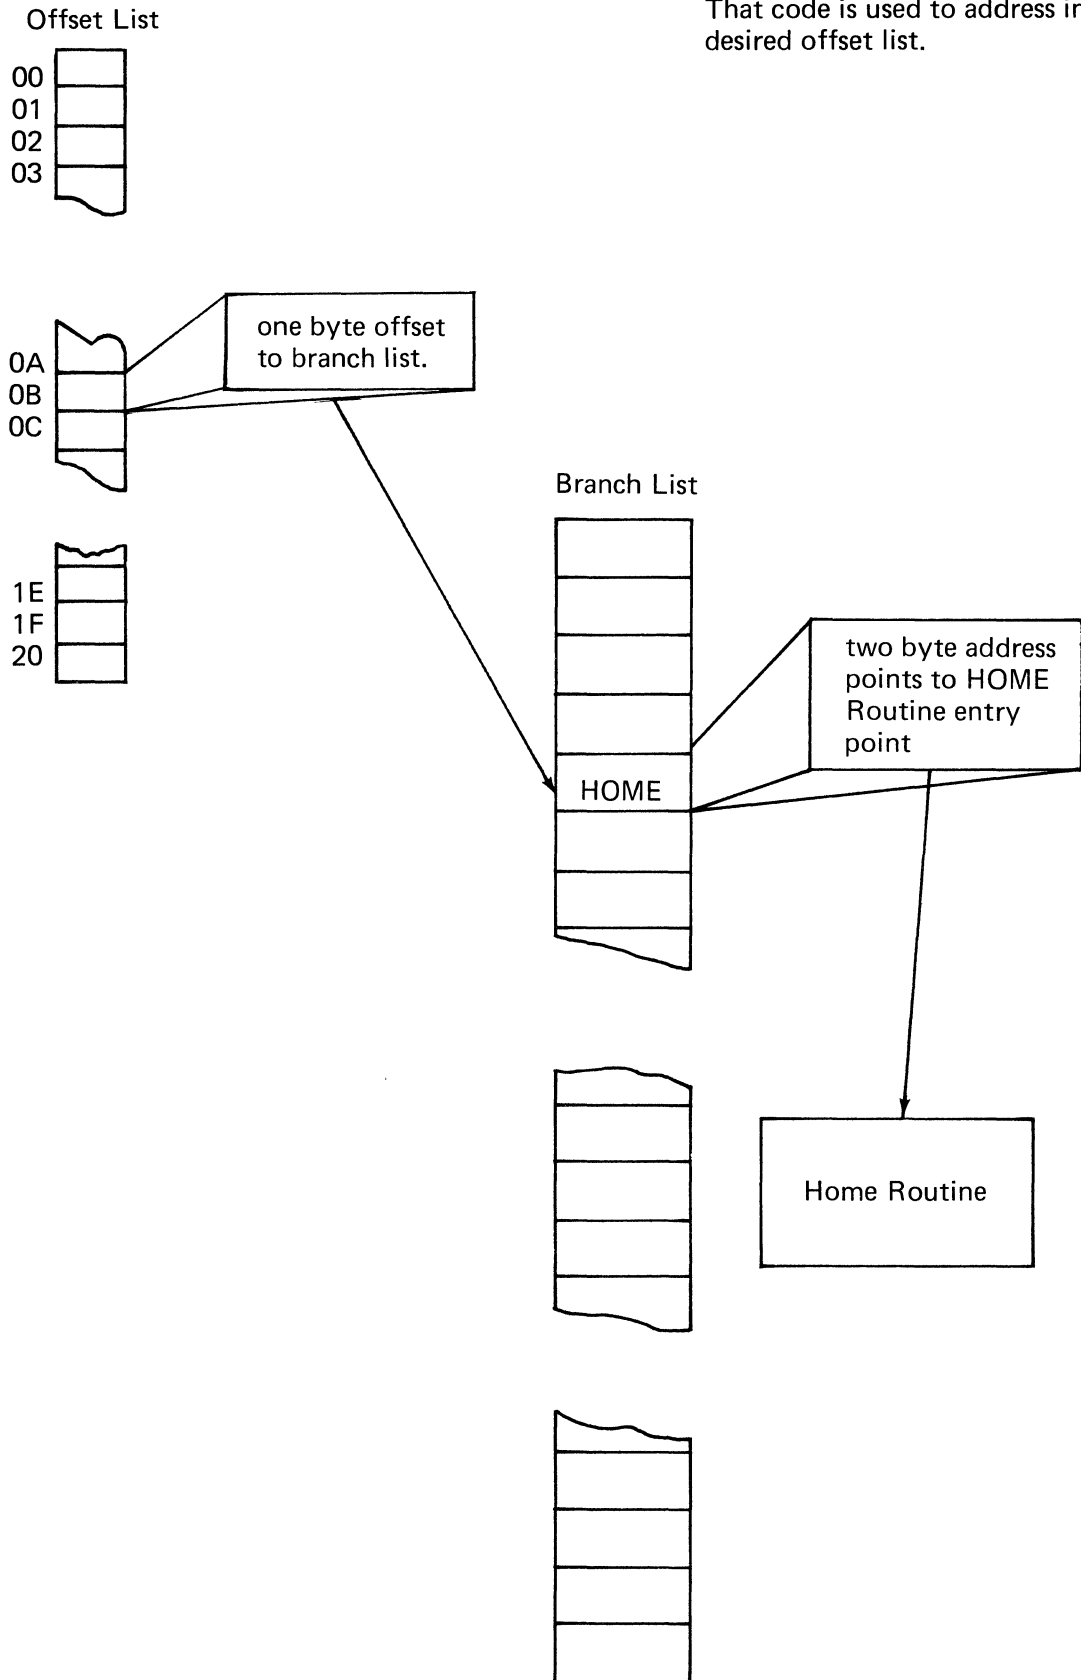 Offset List
That code is used to address
desired offset list.
00
01
02
03
one byte offset
to branch list.
0A
0B
0C
Branch List
1E
1F
20
two byte address
points to HOME
Routine entry
point
HOME
Home Routine